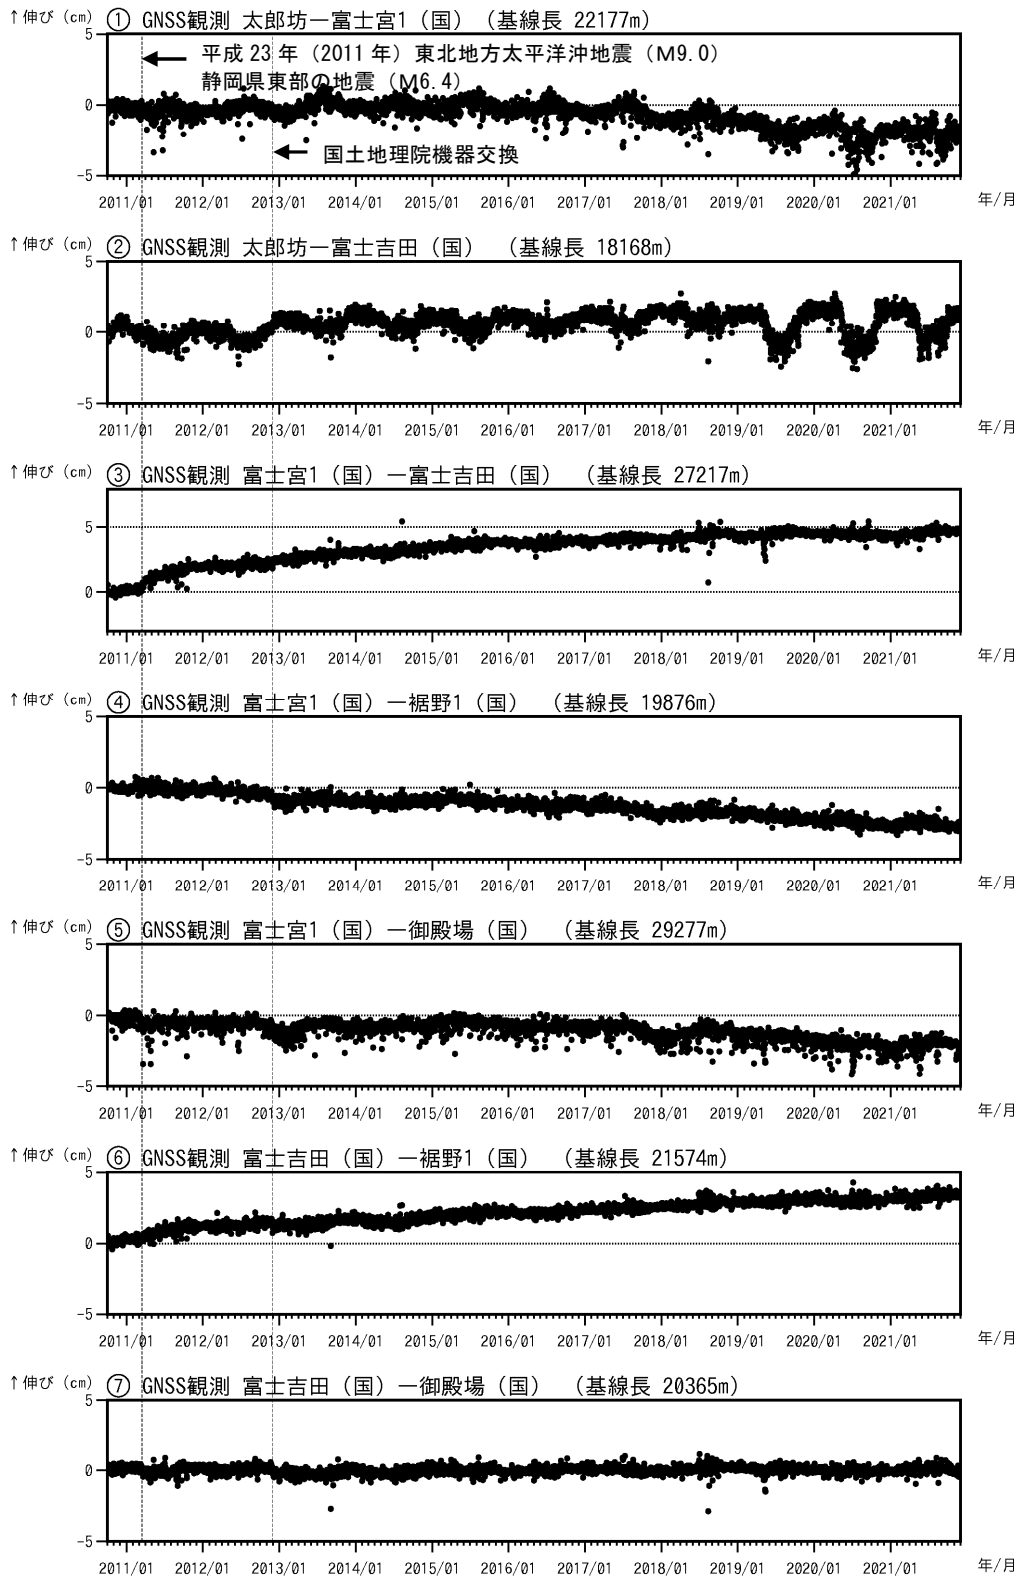 ↑伸び（cm） ① GNSS観測 太郎坊－富士宮1（国）（基線長 22177m）
5
平成 23 年（2011 年）東北地方太平洋沖地震（M9.0）
静岡県東部の地震（M6.4）
0
国土地理院機器交換
-5
2011/01 2012/01 2013/01 2014/01 2015/01 2016/01 2017/01 2018/01 2019/01 2020/01 2021/01 年/月
↑伸び（cm） ② GNSS観測 太郎坊－富士吉田（国） （基線長 18168m）
5
0
-5
2011/0 2012/01 2013/01 2014/01 2015/01 2016/01 2017/01 2018/01 2019/01 2020/01 2021/01 年/月
↑伸び（cm） ③ GNSS観測 富士宮1（国）－富士吉田（国） （基線長 27217m）
5
0
2011/01 2012/01 2013/01 2014/01 2015/01 2016/01 2017/01 2018/01 2019/01 2020/01 2021/01 年/月
↑伸び（cm） ④ GNSS観測 富士宮1（国）－裾野1（国） （基線長 19876m）
5
0
-5
2011/01 2012/01 2013/01 2014/01 2015/01 2016/01 2017/01 2018/01 2019/01 2020/01 2021/01 年/月
↑伸び（cm） ⑤ GNSS観測 富士宮1（国）－御殿場（国） （基線長 29277m）
5
0
-5
2011/01 2012/01 2013/01 2014/01 2015/01 2016/01 2017/01 2018/01 2019/01 2020/01 2021/01 年/月
↑伸び（cm） ⑥ GNSS観測 富士吉田（国）－裾野1（国） （基線長 21574m）
5
0
-5
2011/01 2012/01 2013/01 2014/01 2015/01 2016/01 2017/01 2018/01 2019/01 2020/01 2021/01 年/月
↑伸び（cm） ⑦ GNSS観測 富士吉田（国）－御殿場（国） （基線長 20365m）
5
0
-5
2011/01 2012/01 2013/01 2014/01 2015/01 2016/01 2017/01 2018/01 2019/01 2020/01 2021/01 年/月